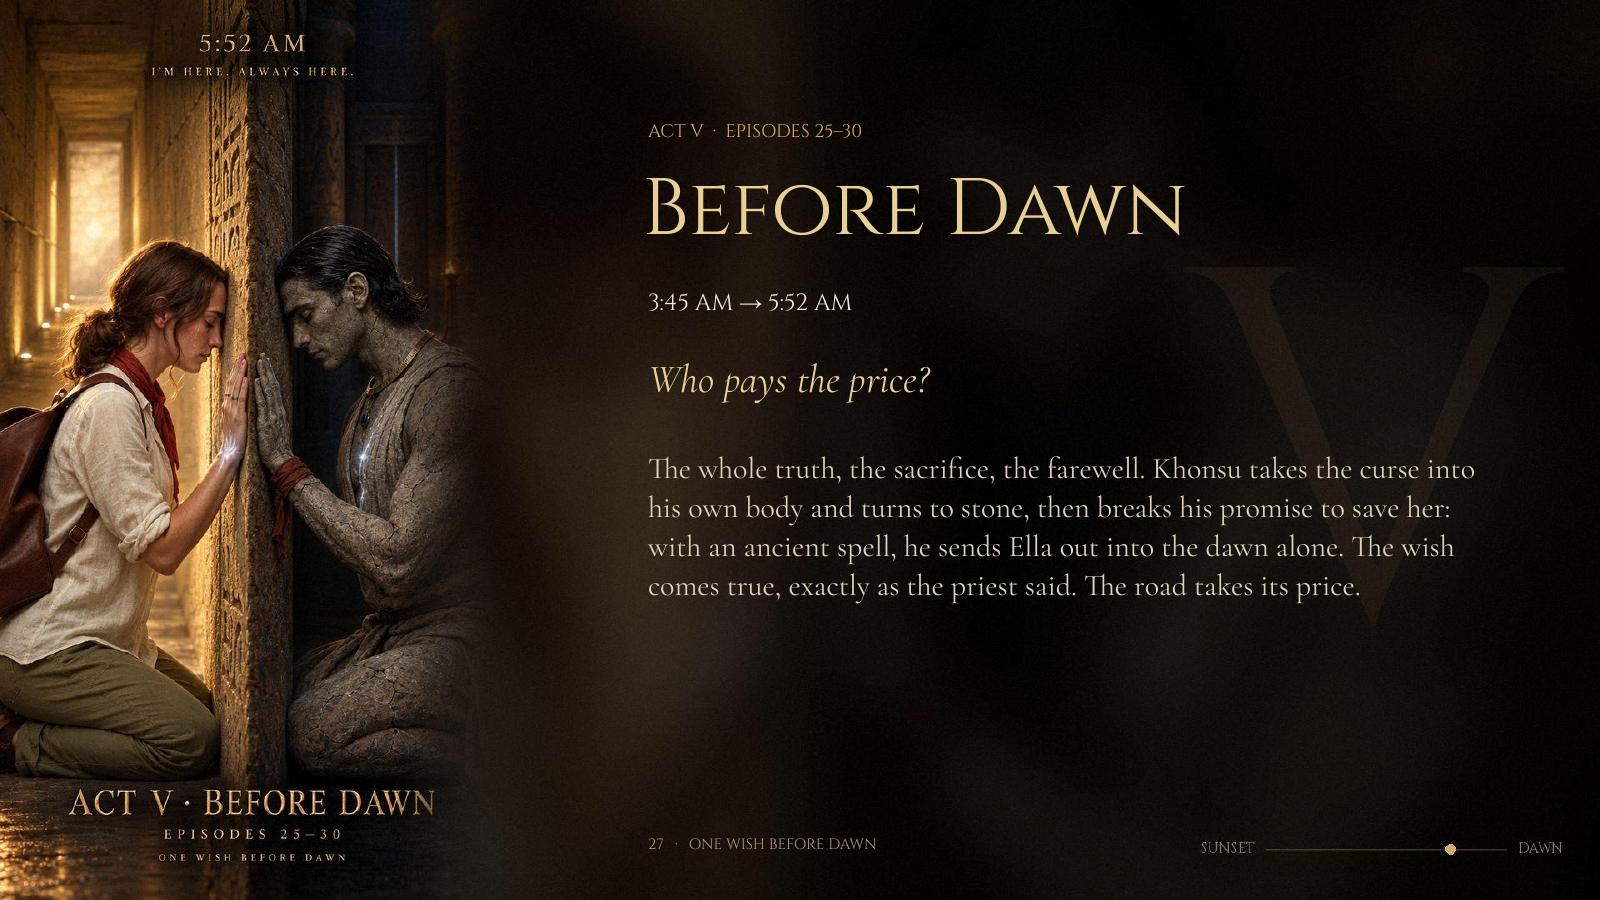 5:52 AM
I'M HERE. ALWAYS HERE.
ACT V · BEFORE DAWN
EPISODES 25–30
ONE WISH BEFORE DAWN
ACT V · EPISODES 25–30
BEFORE DAWN
3:45 AM → 5:52 AM
Who pays the price?
The whole truth, the sacrifice, the farewell. Khonsu takes the curse into
his own body and turns to stone, then breaks his promise to save her:
with an ancient spell, he sends Ella out into the dawn alone. The wish
comes true, exactly as the priest said. The road takes its price.
V
27 · ONE WISH BEFORE DAWN
SUNSET DAWN